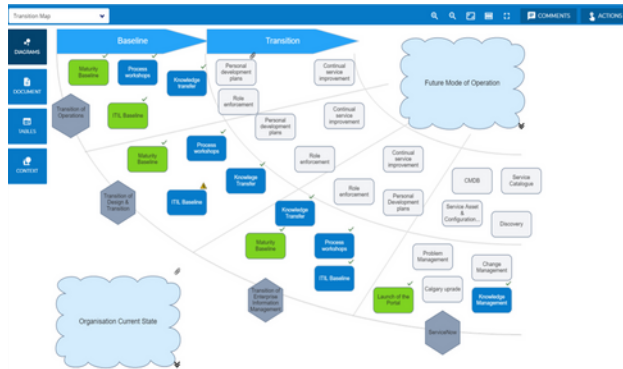 Transition Map
COMMENTS
ACTIONS
DIAGRAMS
DOCUMENT
TABLES
CONTEXT
Baseline
Transition
Maturity
Baseline
Process
workshops
Knowledge
transfer
Personal
development
plans
Continual
service
improvement
Future Mode of Operation
Transition of
Operations
ITIL Baseline
Role
enforcement
Personal
development
plans
Continual
service
improvement
Maturity
Baseline
Process
workshops
Knowledge
Transfer
Role
enforcement
Continual
service
improvement
Transition of
Design &
Transition
ITIL Baseline
Knowledge
Transfer
Role
enforcement
Personal
Development
plans
CMDB
Service
Catalogue
Service Asset
&
Configuration...
Discovery
Maturity
Baseline
Process
workshops
ITIL Baseline
Problem
Management
Change
Management
Transition of
Enterprise
Information
Management
Launch of the
Portal
Calgary uprade
Knowledge
Management
Organisation Current State
ServiceNow